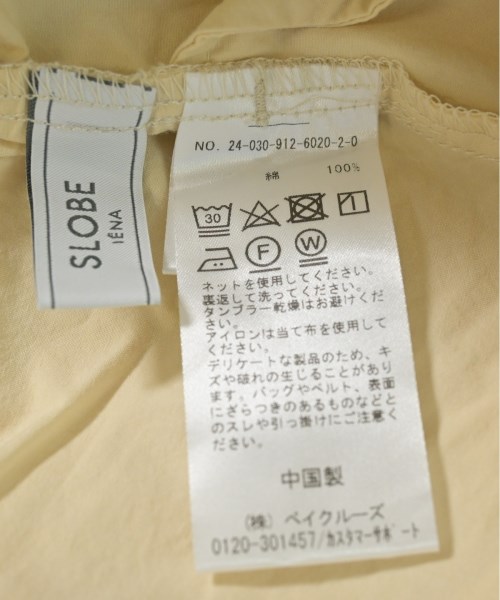 SLOBE
IÉNA
NO. 24-030-912-6020-2-0
綿 100%
30
F
W
ネットを使用してください。
裏返して洗ってください。
タンブラー乾燥はお避けくだ
さい。
アイロンは当て布を使用して
ください。
デリケートな製品のため、キ
ズや破れの生じることがあり
ます。バッグやベルト、表面
にざらつきのあるものなどと
のスレや引っ掛けにご注意く
ださい。
中国製
(株) ベイクルーズ
0120-301457/カスタマーサポート